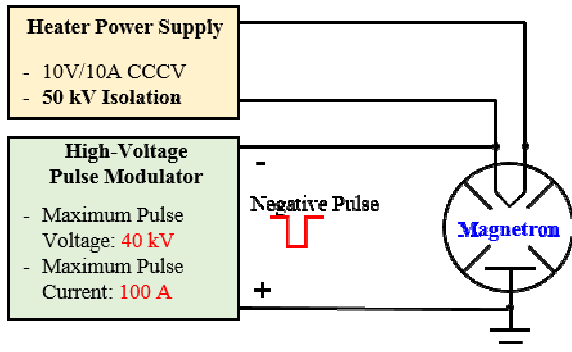 Heater Power Supply
- 10V/10A CCCV
- 50 kV Isolation
High-Voltage
Pulse Modulator
- Maximum Pulse
Voltage: 40 kV
- Maximum Pulse
Current: 100 A
-
Negative Pulse
+
Magnetron